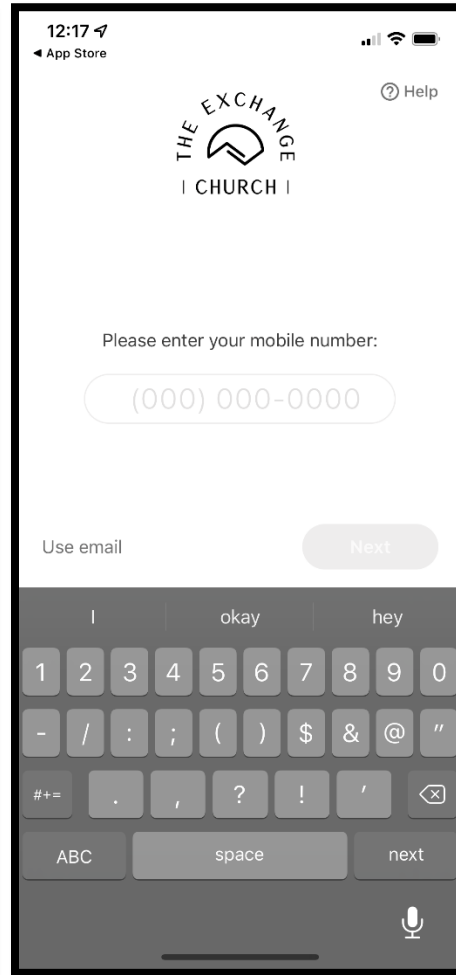 12:17
◀ App Store
Help
THE EXCHANGE
| CHURCH |
Please enter your mobile number:
(000) 000-0000
Use email
Next
I okay hey
1 2 3 4 5 6 7 8 9 0
- / : ; ( ) $ & @ "
#+= . , ? ! '
ABC space next